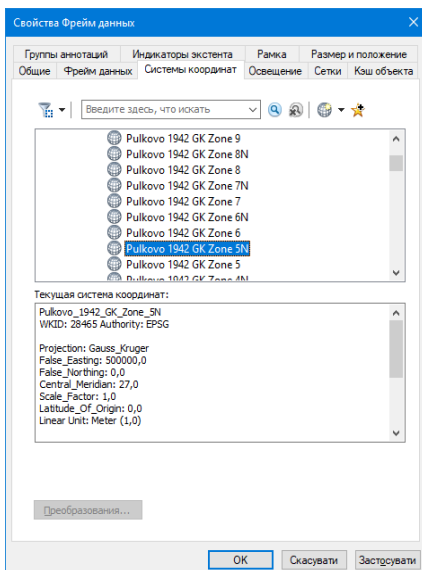 Свойства Фрейм данных
Группы аннотаций Индикаторы экстента Рамка Размер и положение
Общие Фрейм данных Системы координат Освещение Сетки Кэш объекта
Введите здесь, что искать
Pulkovo 1942 GK Zone 9
Pulkovo 1942 GK Zone 8N
Pulkovo 1942 GK Zone 8
Pulkovo 1942 GK Zone 7N
Pulkovo 1942 GK Zone 7
Pulkovo 1942 GK Zone 6N
Pulkovo 1942 GK Zone 6
Pulkovo 1942 GK Zone 5N
Pulkovo 1942 GK Zone 5
Pulkovo 1942 GK Zone 4N
Текущая система координат:
Pulkovo_1942_GK_Zone_5N
WKID: 28465 Authority: EPSG
Projection: Gauss_Kruger
False_Easting: 500000,0
False_Northing: 0,0
Central_Meridian: 27,0
Scale_Factor: 1,0
Latitude_Of_Origin: 0,0
Linear Unit: Meter (1,0)
Преобразования...
OK Скасувати Застосувати